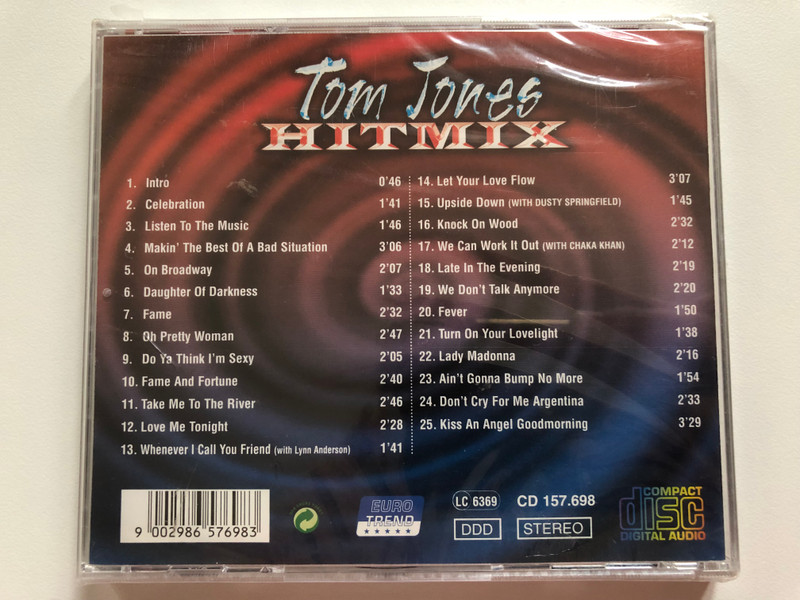 Tom Jones
HITMIX
1. Intro 0'46
2. Celebration 1'41
3. Listen To The Music 1'46
4. Makin' The Best Of A Bad Situation 3'06
5. On Broadway 2'07
6. Daughter Of Darkness 1'33
7. Fame 2'32
8. Oh Pretty Woman 2'47
9. Do Ya Think I'm Sexy 2'05
10. Fame And Fortune 2'40
11. Take Me To The River 2'46
12. Love Me Tonight 2'28
13. Whenever I Call You Friend (with Lynn Anderson) 1'41
14. Let Your Love Flow 3'07
15. Upside Down (WITH DUSTY SPRINGFIELD) 1'45
16. Knock On Wood 2'32
17. We Can Work It Out (WITH CHAKA KHAN) 2'12
18. Late In The Evening 2'19
19. We Don't Talk Anymore 2'20
20. Fever 1'50
21. Turn On Your Lovelight 1'38
22. Lady Madonna 2'16
23. Ain't Gonna Bump No More 1'54
24. Don't Cry For Me Argentina 2'33
25. Kiss An Angel Goodmorning 3'29
9 002986 576983
EURO
TREND
LC 6369 CD 157.698
DDD STEREO
COMPACT
disc
DIGITAL AUDIO